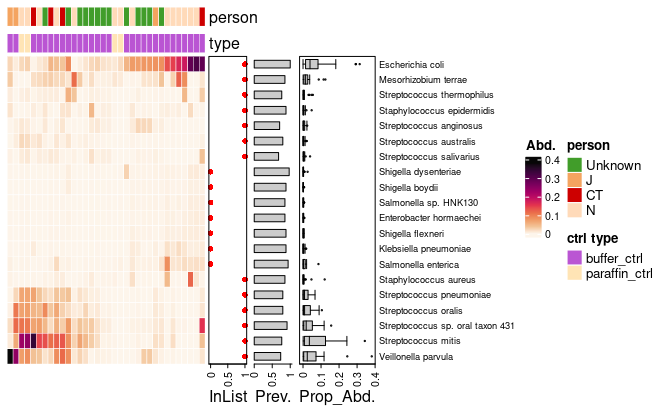 person
type
Escherichia coli
Mesorhizobium terrae
Streptococcus thermophilus
Staphylococcus epidermidis
Streptococcus anginosus
Streptococcus australis
Streptococcus salivarius
Shigella dysenteriae
Shigella boydii
Salmonella sp. HNK130
Enterobacter hormaechei
Shigella flexneri
Klebsiella pneumoniae
Salmonella enterica
Staphylococcus aureus
Streptococcus pneumoniae
Streptococcus oralis
Streptococcus sp. oral taxon 431
Streptococcus mitis
Veillonella parvula
0 0.5 1
0 0.5 1
0 0.1 0.2 0.3 0.4
InList Prev. Prop_Abd.
Abd.
0.4
0.3
0.2
0.1
0
person
Unknown
J
CT
N
ctrl type
buffer_ctrl
paraffin_ctrl